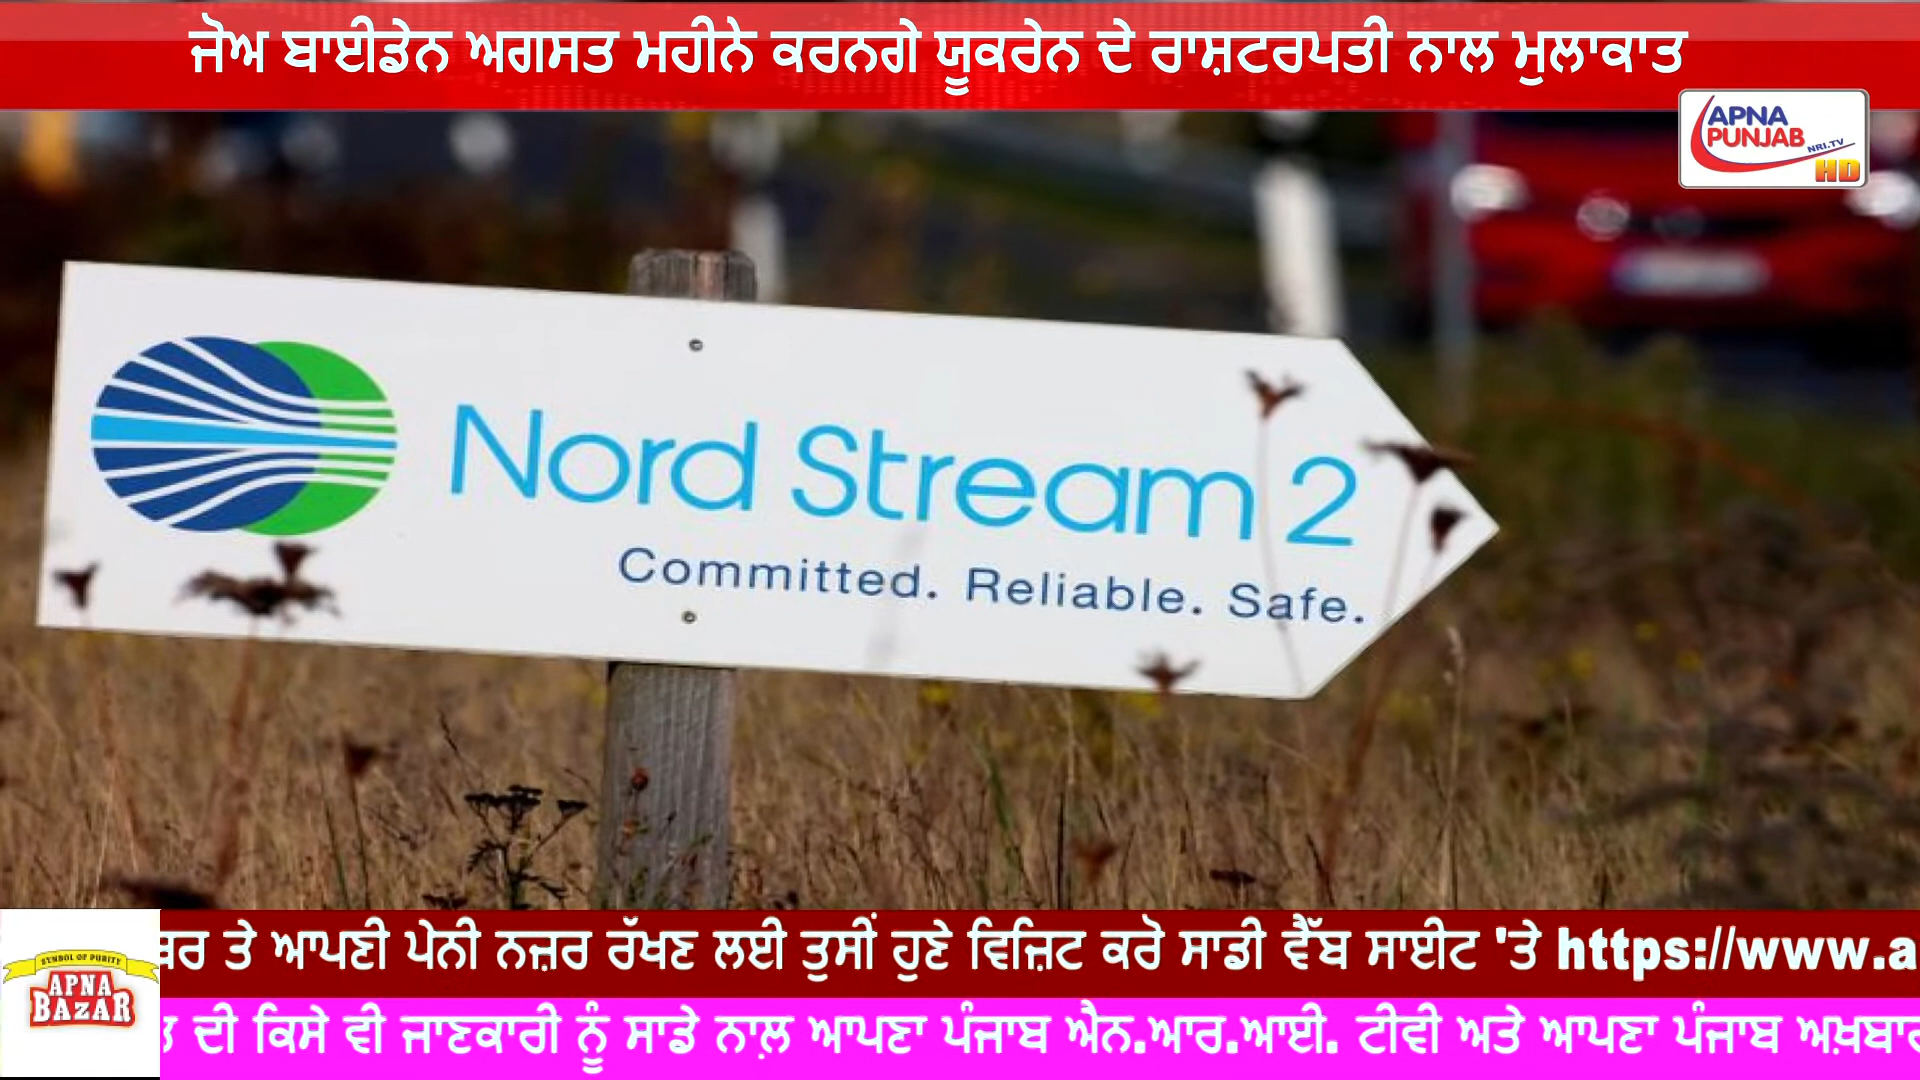 ਜੋਅ ਬਾਈਡੇਨ ਅਗਸਤ ਮਹੀਨੇ ਕਰਨਗੇ ਯੂਕਰੇਨ ਦੇ ਰਾਸ਼ਟਰਪਤੀ ਨਾਲ ਮੁਲਾਕਾਤ
APNA
PUNJAB
NRI.TV
HD
Nord Stream 2
Committed. Reliable. Safe.
ਤੇ ਆਪਣੀ ਪੇਨੀ ਨਜ਼ਰ ਰੱਖਣ ਲਈ ਤੁਸੀਂ ਹੁਣੇ ਵਿਜ਼ਿਟ ਕਰੋ ਸਾਡੀ ਵੈੱਬ ਸਾਈਟ 'ਤੇ https://www.a
SYMBOL OF PURITY
APNA
BAZAR
ਦੀ ਕਿਸੇ ਵੀ ਜਾਣਕਾਰੀ ਨੂੰ ਸਾਡੇ ਨਾਲ਼ ਆਪਣਾ ਪੰਜਾਬ ਐਨ.ਆਰ.ਆਈ. ਟੀਵੀ ਅਤੇ ਆਪਣਾ ਪੰਜਾਬ ਅਖ਼ਬਾਰ